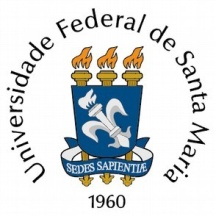 Universidade Federal de Santa Maria
SEDES SAPIENTIÆ
1960